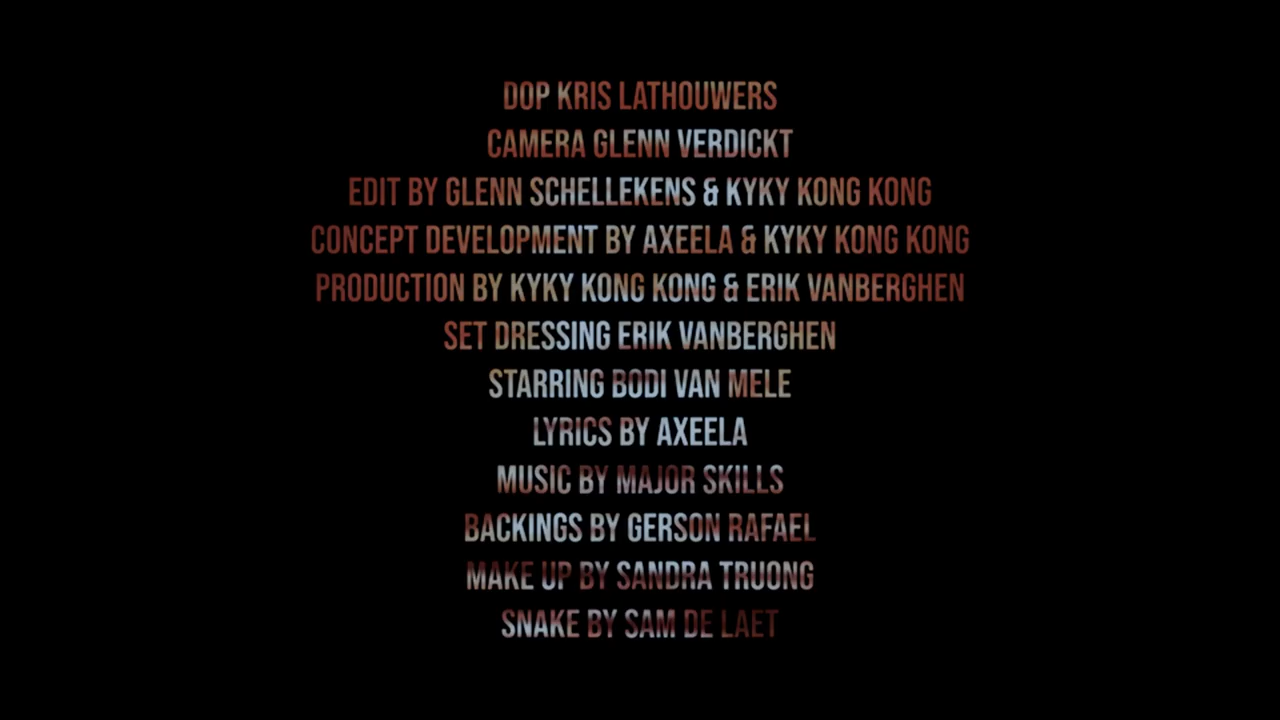 DOP KRIS LATHOUWERS
CAMERA GLENN VERDICKT
EDIT BY GLENN SCHELLEKENS & KYKY KONG KONG
CONCEPT DEVELOPMENT BY AXEELA & KYKY KONG KONG
PRODUCTION BY KYKY KONG KONG & ERIK VANBERGHEN
SET DRESSING ERIK VANBERGHEN
STARRING BODI VAN MELE
LYRICS BY AXEELA
MUSIC BY MAJOR SKILLS
BACKINGS BY GERSON RAFAEL
MAKE UP BY SANDRA TRUONG
SNAKE BY SAM DE LAET